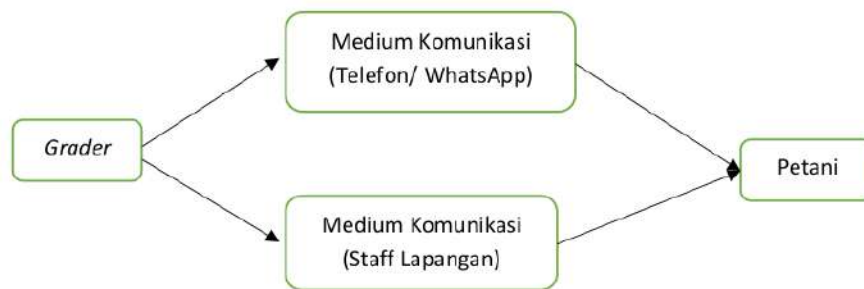 Medium Komunikasi
(Telefon/ WhatsApp)
Grader
Petani
Medium Komunikasi
(Staff Lapangan)